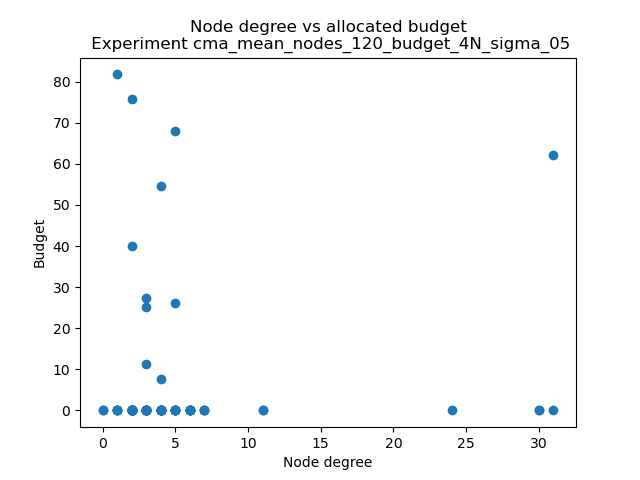 Node degree vs allocated budget
Experiment cma_mean_nodes_120_budget_4N_sigma_05
80
70
60
50
40
30
20
10
0
Budget
0 5 10 15 20 25 30
Node degree